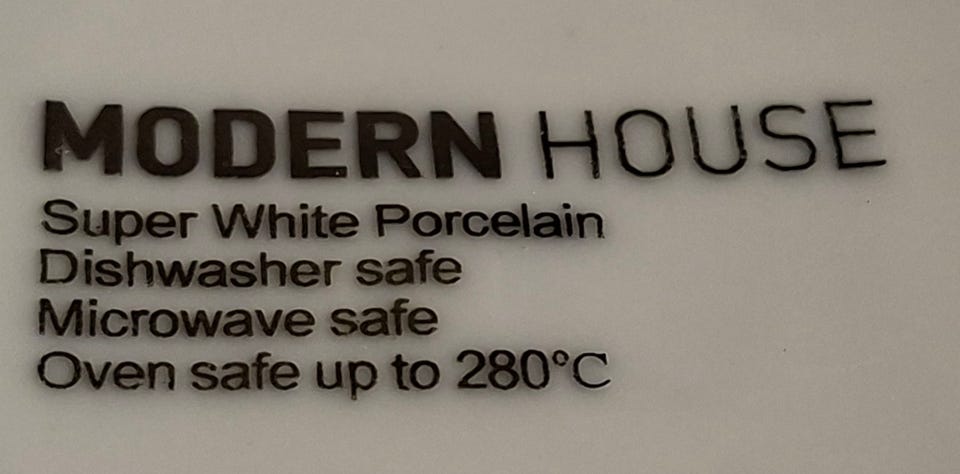 MODERN HOUSE
Super White Porcelain
Dishwasher safe
Microwave safe
Oven safe up to 280°C